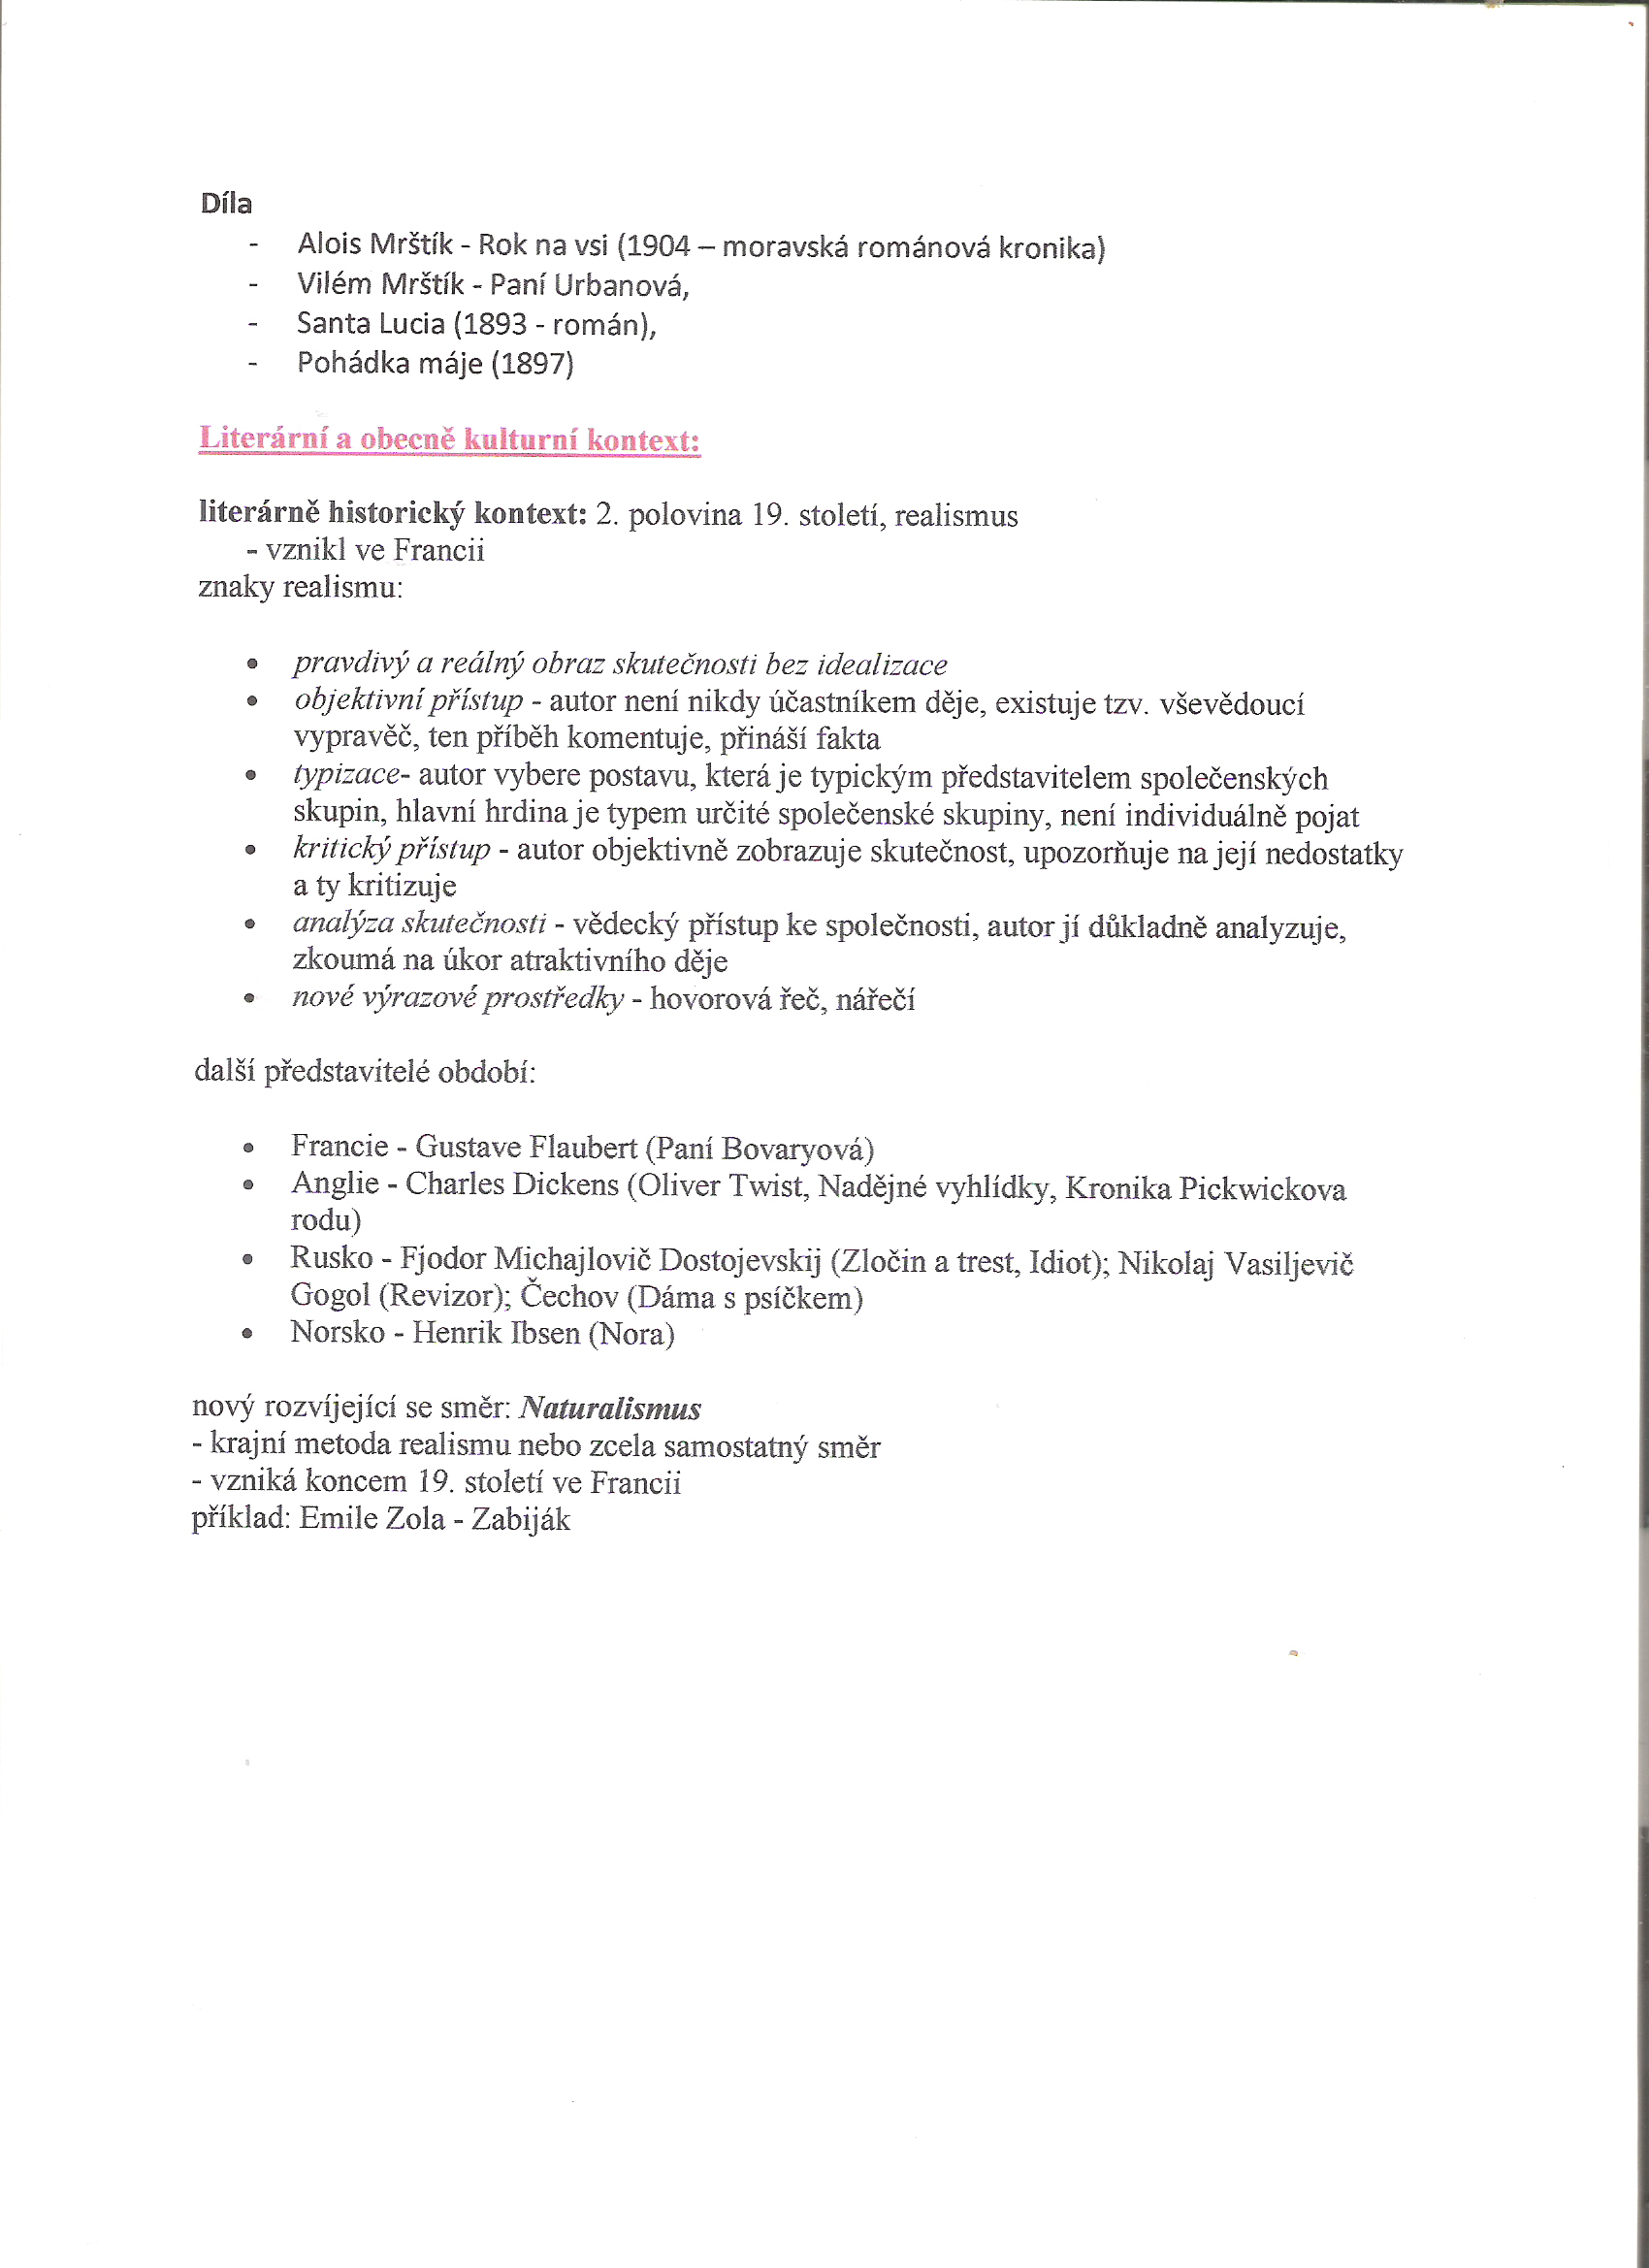 Díla
- Alois Mrštík - Rok na vsi (1904 – moravská románová kronika)
- Vilém Mrštík - Paní Urbanová,
- Santa Lucia (1893 - román),
- Pohádka máje (1897)
Literární a obecně kulturní kontext:
literárně historický kontext: 2. polovina 19. století, realismus
- vznikl ve Francii
znaky realismu:
• pravdivý a reálný obraz skutečnosti bez idealizace
• objektivní přístup - autor není nikdy účastníkem děje, existuje tzv. vševědoucí
vypravěč, ten příběh komentuje, přináší fakta
• typizace- autor vybere postavu, která je typickým představitelem společenských
skupin, hlavní hrdina je typem určité společenské skupiny, není individuálně pojat
• kritický přístup - autor objektivně zobrazuje skutečnost, upozorňuje na její nedostatky
a ty kritizuje
• analýza skutečnosti - vědecký přístup ke společnosti, autor jí důkladně analyzuje,
zkoumá na úkor atraktivního děje
• nové výrazové prostředky - hovorová řeč, nářečí
další představitelé období:
• Francie - Gustave Flaubert (Paní Bovaryová)
• Anglie - Charles Dickens (Oliver Twist, Nadějné vyhlídky, Kronika Pickwickova
rodu)
• Rusko - Fjodor Michajlovič Dostojevskij (Zločin a trest, Idiot); Nikolaj Vasiljevič
Gogol (Revizor); Čechov (Dáma s psíčkem)
• Norsko - Henrik Ibsen (Nora)
nový rozvíjející se směr: Naturalismus
- krajní metoda realismu nebo zcela samostatný směr
- vzniká koncem 19. století ve Francii
příklad: Emile Zola - Zabiják